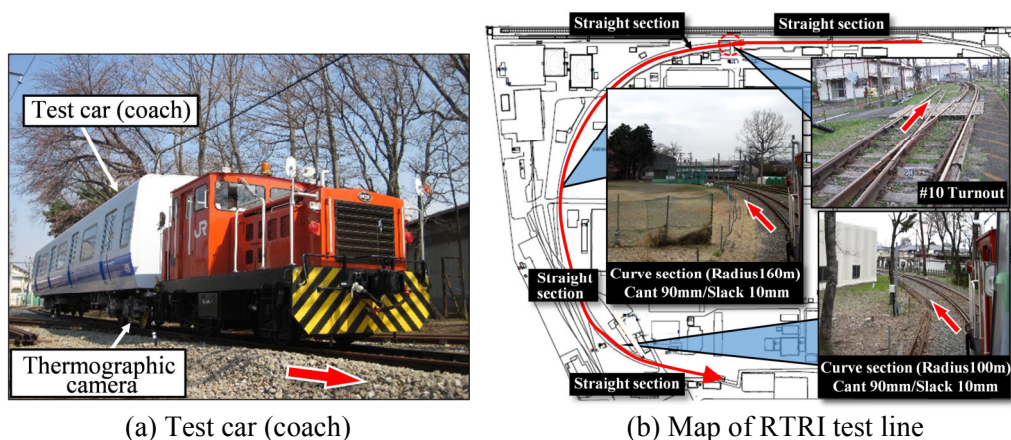 Test car (coach)
JR
Thermographic
camera
(a) Test car (coach)
Straight section
Straight section
#10 Turnout
Curve section (Radius160m)
Cant 90mm/Slack 10mm
Straight
section
Curve section (Radius100m)
Cant 90mm/Slack 10mm
Straight section
(b) Map of RTRI test line